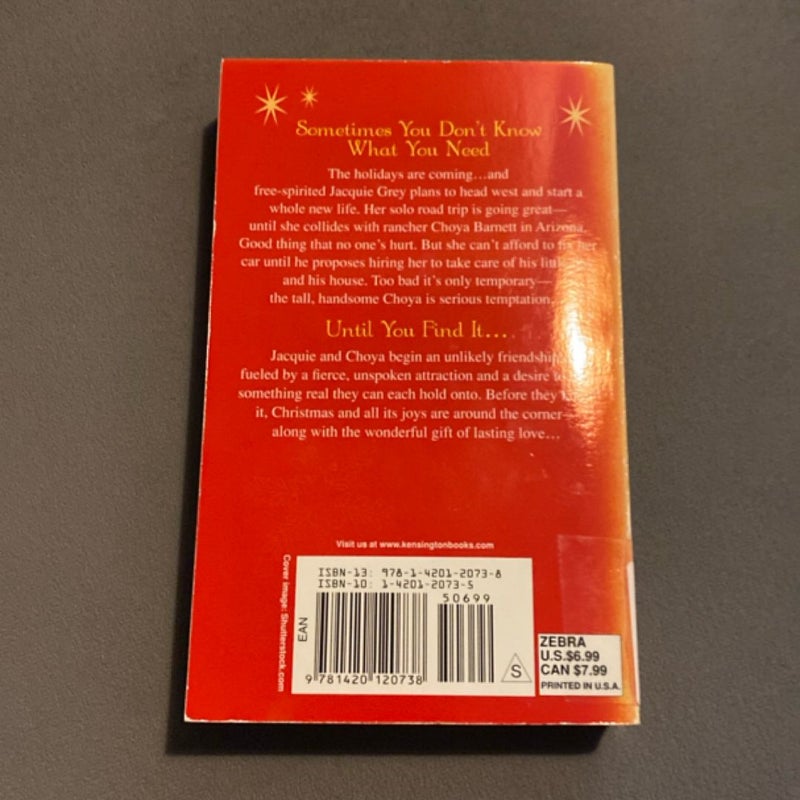 Sometimes You Don't Know
What You Need
The holidays are coming...and
free-spirited Jacquie Grey plans to head west and start a
whole new life. Her solo road trip is going great—
until she collides with rancher Choya Barnett in Arizona.
Good thing that no one's hurt. But she can't afford to fix her
car until he proposes hiring her to take care of his
and his house. Too bad it's only temporary—
the tall, handsome Choya is serious temptation.
Until You Find It...
Jacquie and Choya begin an unlikely friendship
fueled by a fierce, unspoken attraction and a desire
something real they can each hold onto. Before they
it, Christmas and all its joys are around the corner—
along with the wonderful gift of lasting love...
Visit us at www.kensingtonbooks.com
Cover image: Shutterstock.com
ISBN-13: 978-1-4201-2073-8
ISBN-10: 1-4201-2073-5
50699
EAN
9 781420 120738
S
ZEBRA
U.S.$6.99
CAN $7.99
PRINTED IN U.S.A.